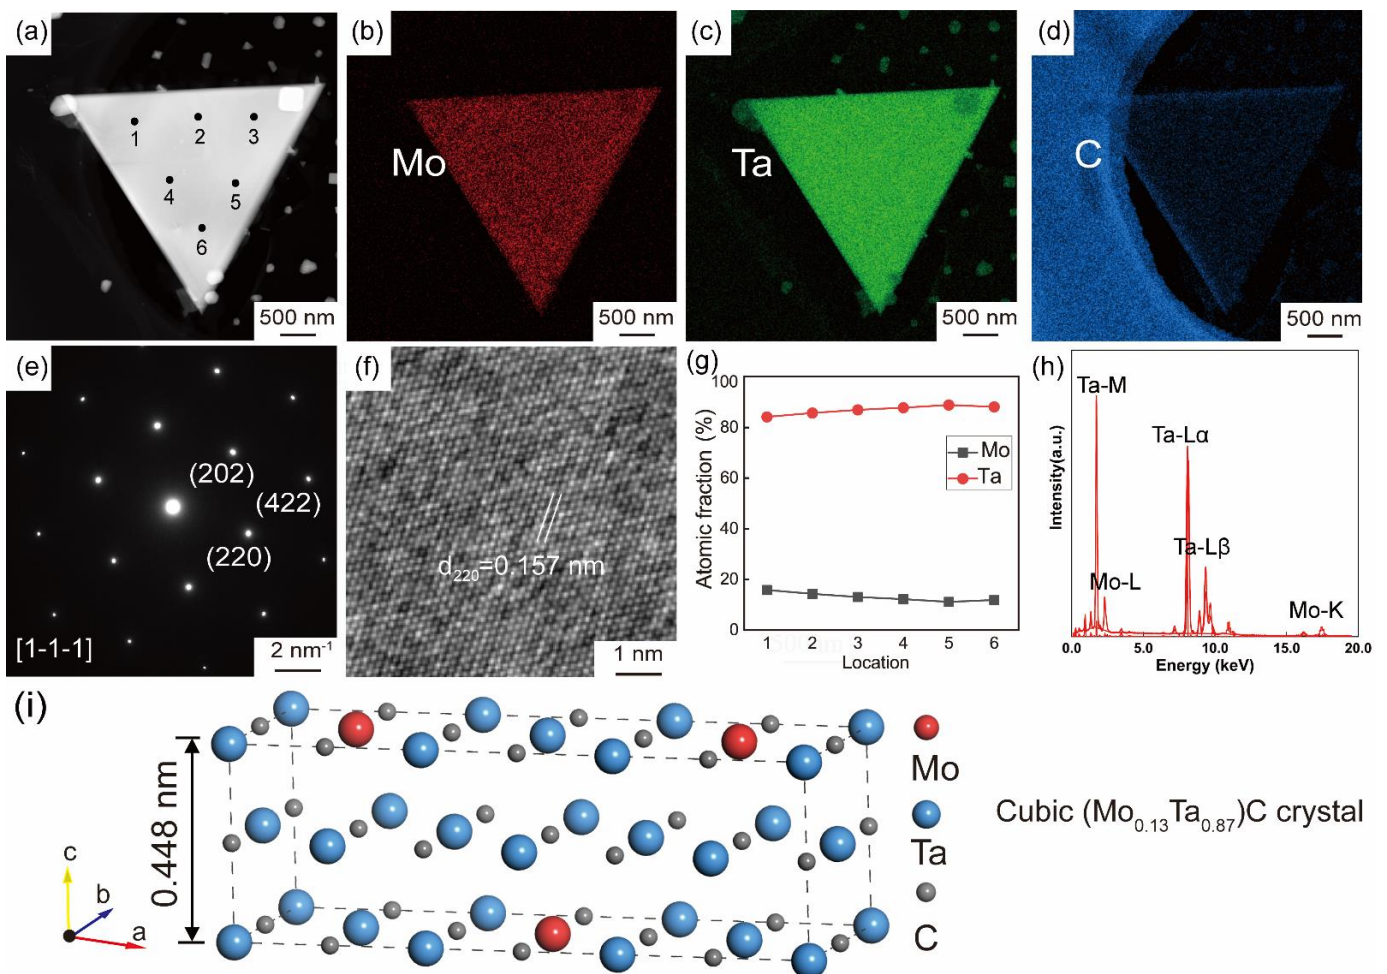 (a)
1
2
3
4
5
6
500 nm
(b)
Mo
500 nm
(c)
Ta
500 nm
(d)
C
500 nm
(e)
(202)
(422)
(220)
[1-1-1]
2 nm⁻¹
(f)
d₂₂₀=0.157 nm
1 nm
(g)
Atomic fraction (%)
100
80
60
40
20
0
Mo
Ta
1 2 3 4 5 6
Location
(h)
Intensity(a.u.)
Ta-M
Ta-Lα
Ta-Lβ
Mo-L
Mo-K
0.0 5.0 10.0 15.0 20.0
Energy (keV)
(i)
0.448 nm
c
b
a
Mo
Ta
C
Cubic (Mo₀.₁₃Ta₀.₈₇)C crystal